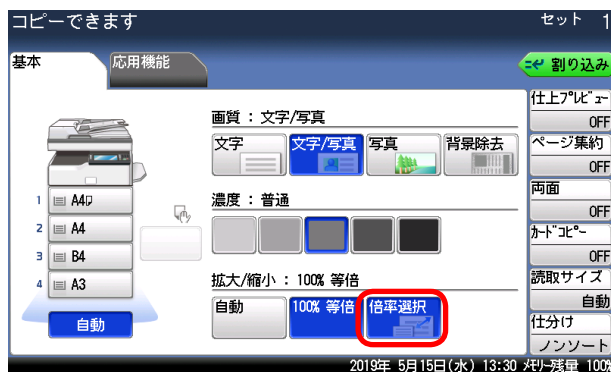 コピーできます セット 1
基本 応用機能 割り込み
仕上プレビュー
OFF
画質 : 文字/写真
文字 文字/写真 写真 背景除去
ページ集約
OFF
両面
OFF
濃度 : 普通
カードコピー
OFF
1 A4
2 A4
3 B4
4 A3
自動
拡大/縮小 : 100% 等倍
自動 100% 等倍 倍率選択
読取サイズ
自動
仕分け
ノンソート
2019年 5月15日(水) 13:30 メモリー残量 100%